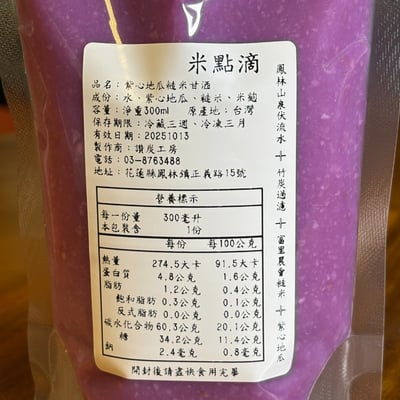 米點滴
品名：紫心地瓜糙米甘酒
成份：水、紫心地瓜、糙米、米麴
容量：淨重300ml　原產地：台灣
保存期限：冷藏三週、冷凍三月
有效日期：20251013
製作商：讚炭工房
電話：03-8763488
地址：花蓮縣鳳林鎮正義路15號
營養標示
每一份量　300毫升
本包裝含　1份
每份　每100公克
熱量　274.5大卡　91.5大卡
蛋白質　4.8公克　1.6公克
脂肪　1.2公克　0.4公克
飽和脂肪　0.3公克　0.1公克
反式脂肪　0.0公克　0.0公克
碳水化合物　60.3公克　20.1公克
糖　34.2公克　11.4公克
鈉　2.4毫克　0.8毫克
開封後請盡快食用完畢
鳳林山泉伏流水＋竹炭過濾＋富里農會糙米＋紫心地瓜